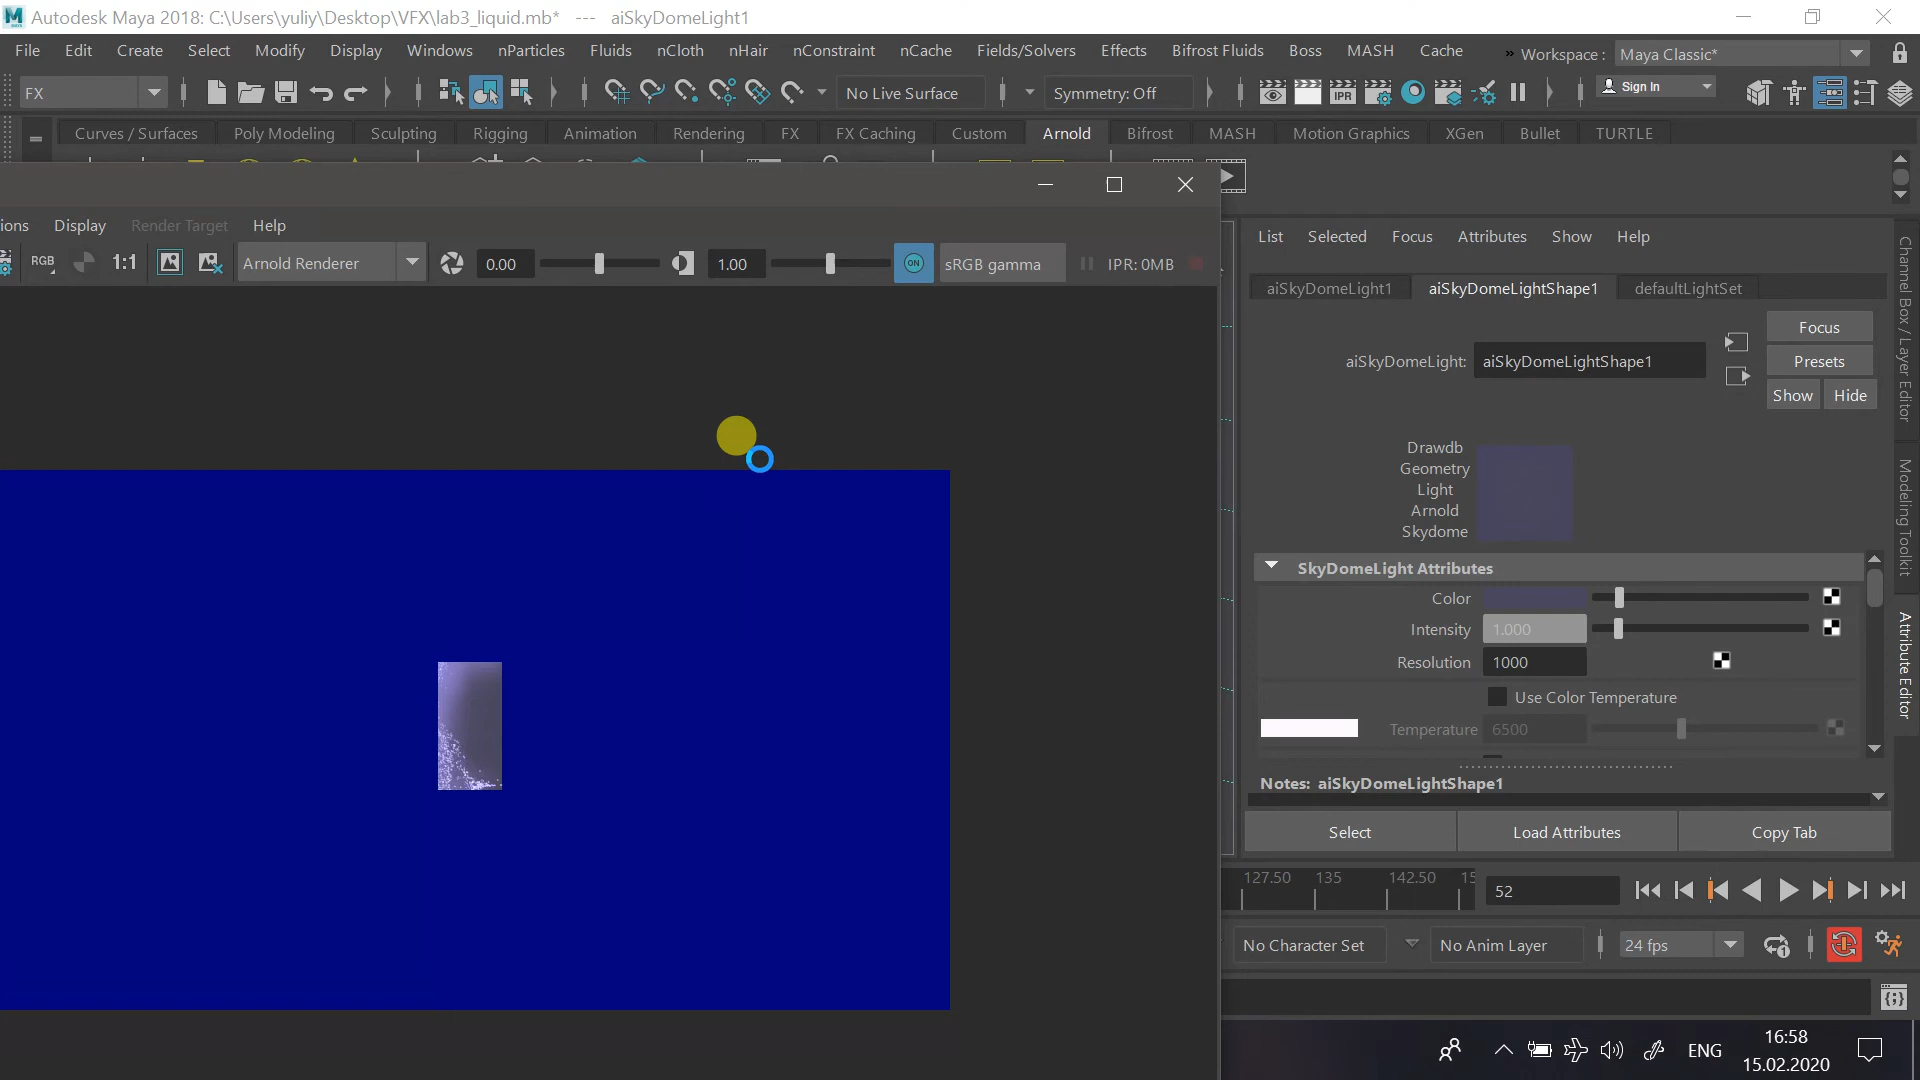 Autodesk Maya 2018: C:\Users\yuliy\Desktop\VFX\lab3_liquid.mb*   ---   aiSkyDomeLight1
File Edit Create Select Modify Display Windows nParticles Fluids nCloth nHair nConstraint nCache Fields/Solvers Effects Bifrost Fluids Boss MASH Cache » Workspace : Maya Classic*
FX No Live Surface Symmetry: Off IPR Sign In
Curves / Surfaces Poly Modeling Sculpting Rigging Animation Rendering FX FX Caching Custom Arnold Bifrost MASH Motion Graphics XGen Bullet TURTLE
ions Display Render Target Help
RGB 1:1 Arnold Renderer 0.00 1.00 ON sRGB gamma IPR: 0MB
List Selected Focus Attributes Show Help
aiSkyDomeLight1 aiSkyDomeLightShape1 defaultLightSet
Focus
aiSkyDomeLight: aiSkyDomeLightShape1
Presets
Show Hide
Drawdb
Geometry
Light
Arnold
Skydome
SkyDomeLight Attributes
Color
Intensity 1.000
Resolution 1000
Use Color Temperature
Temperature 6500
Notes: aiSkyDomeLightShape1
Select Load Attributes Copy Tab
Channel Box / Layer Editor
Modeling Toolkit
Attribute Editor
127.50 135 142.50 15 52
No Character Set No Anim Layer 24 fps
ENG
16:58
15.02.2020